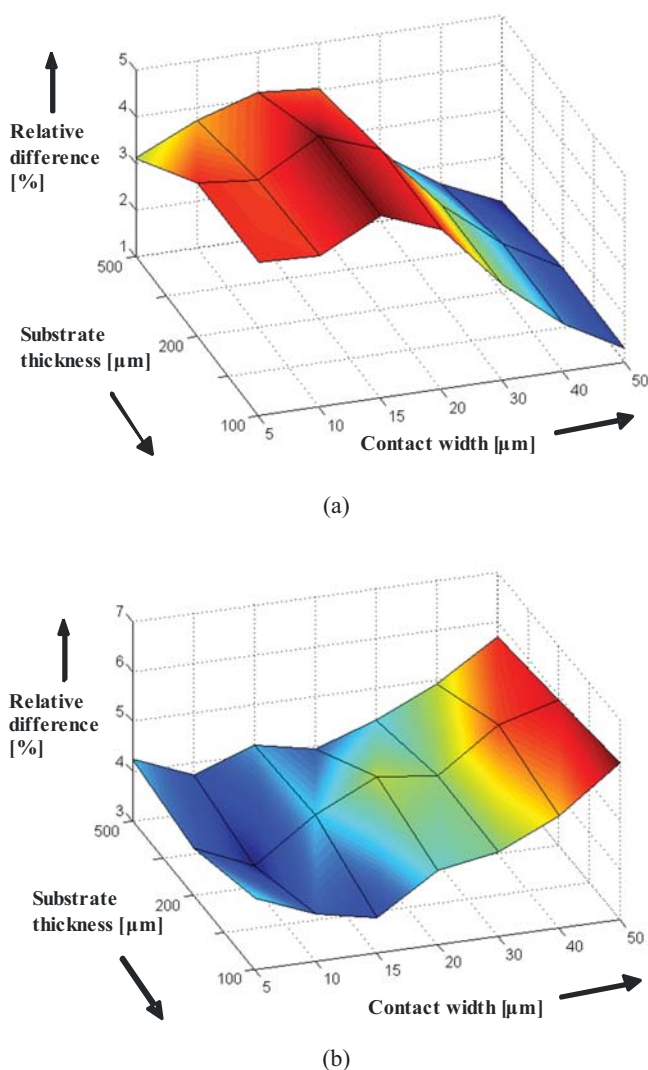 5
4
3
2
1
Relative
difference
[%]
500
200
100
Substrate
thickness [µm]
5
10
15
20
30
40
50
Contact width [µm]
(a)
7
6
5
4
3
Relative
difference
[%]
500
200
100
Substrate
thickness [µm]
5
10
15
20
30
40
50
Contact width [µm]
(b)